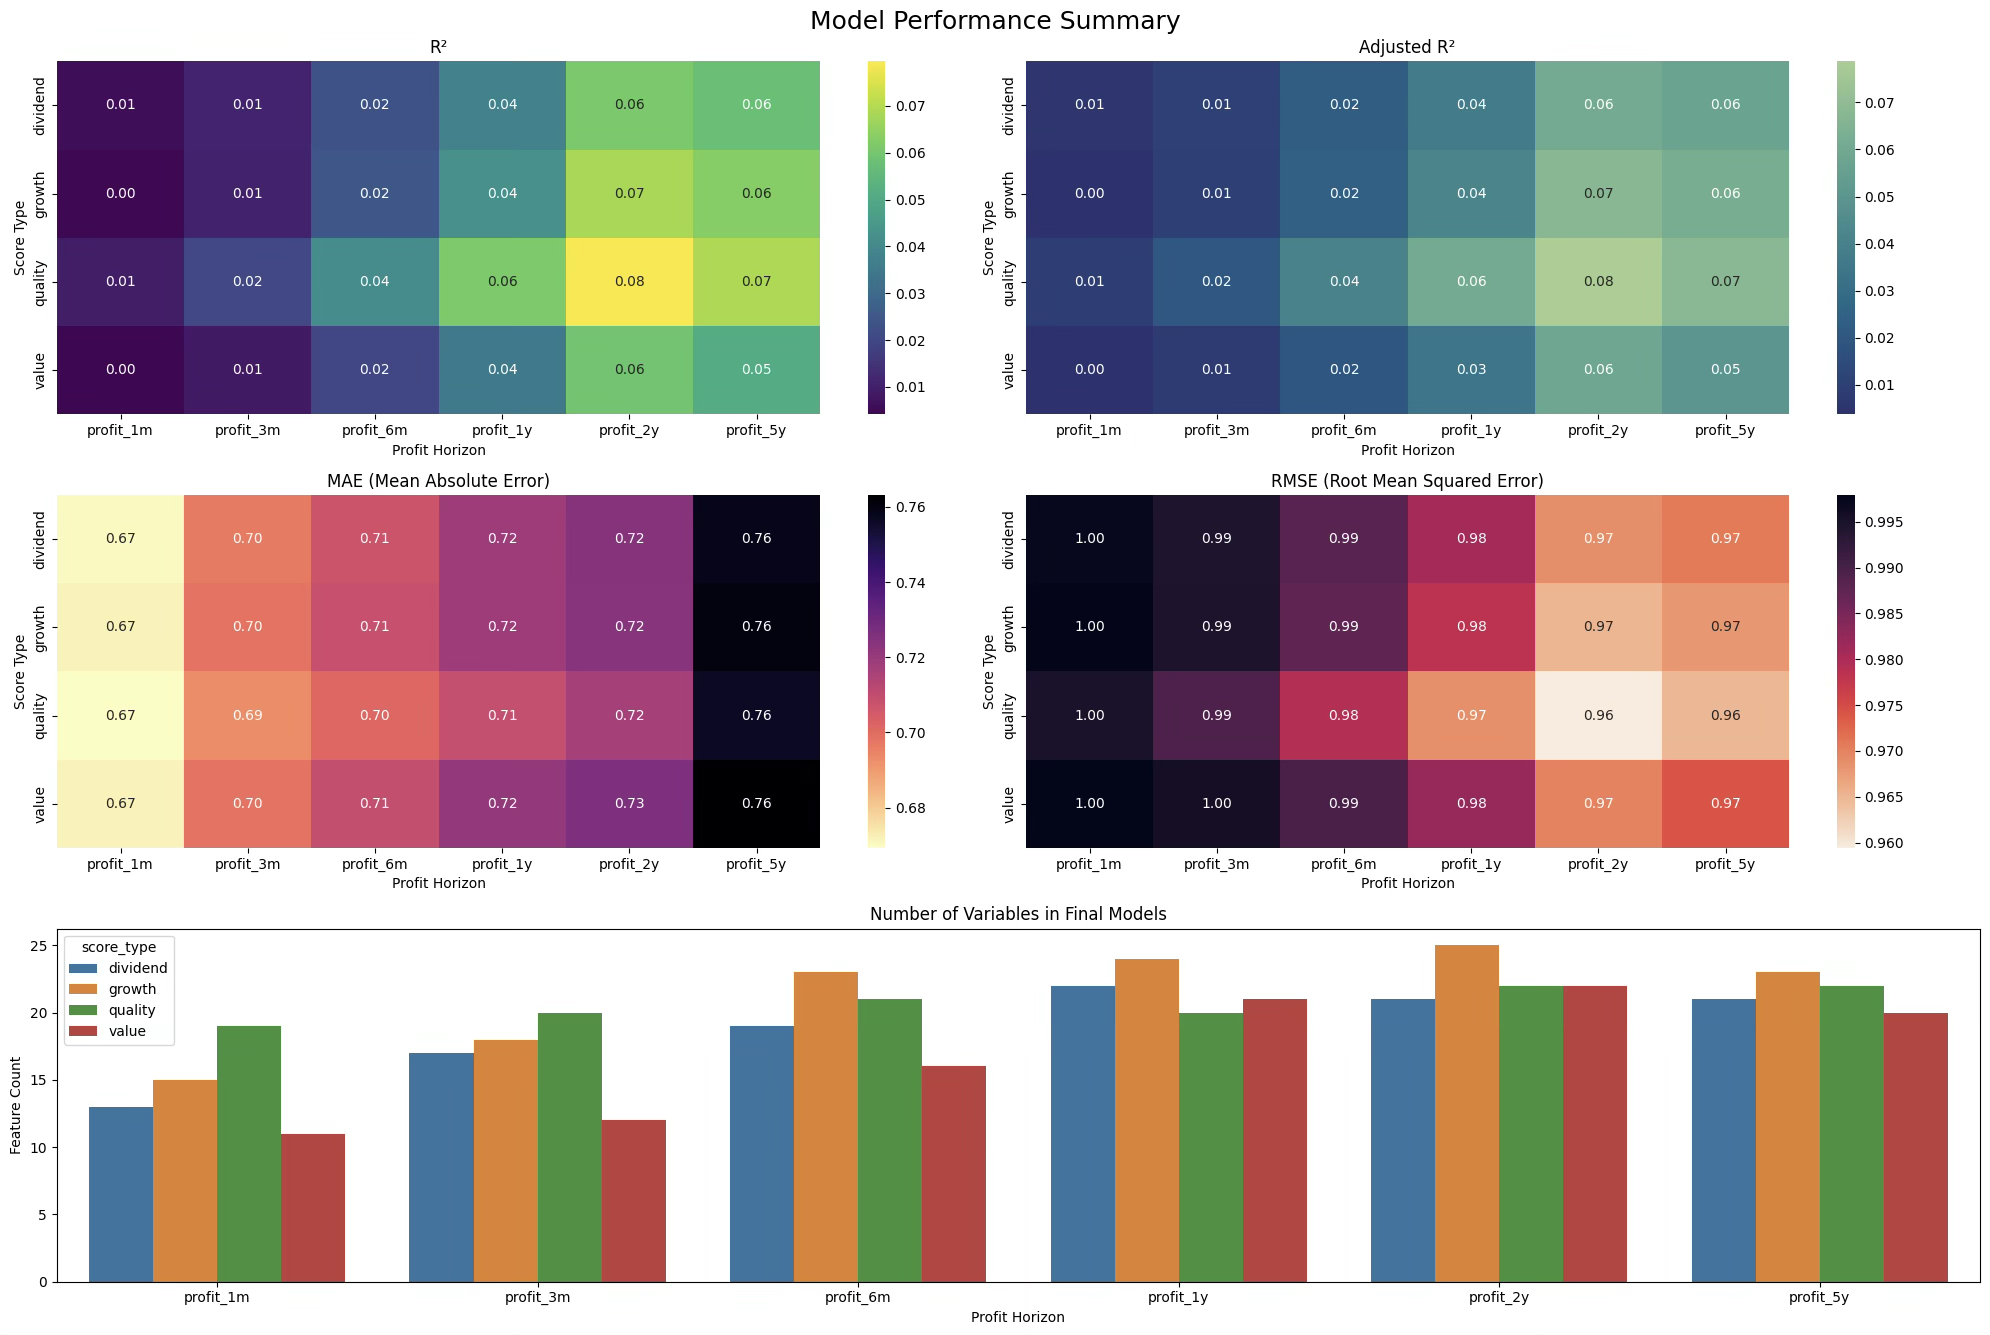 Model Performance Summary
R²
Score Type
dividend 0.01 0.01 0.02 0.04 0.06 0.06
growth 0.00 0.01 0.02 0.04 0.07 0.06
quality 0.01 0.02 0.04 0.06 0.08 0.07
value 0.00 0.01 0.02 0.04 0.06 0.05
profit_1m profit_3m profit_6m profit_1y profit_2y profit_5y
Profit Horizon
0.07
0.06
0.05
0.04
0.03
0.02
0.01
Adjusted R²
Score Type
dividend 0.01 0.01 0.02 0.04 0.06 0.06
growth 0.00 0.01 0.02 0.04 0.07 0.06
quality 0.01 0.02 0.04 0.06 0.08 0.07
value 0.00 0.01 0.02 0.03 0.06 0.05
profit_1m profit_3m profit_6m profit_1y profit_2y profit_5y
Profit Horizon
0.07
0.06
0.05
0.04
0.03
0.02
0.01
MAE (Mean Absolute Error)
Score Type
dividend 0.67 0.70 0.71 0.72 0.72 0.76
growth 0.67 0.70 0.71 0.72 0.72 0.76
quality 0.67 0.69 0.70 0.71 0.72 0.76
value 0.67 0.70 0.71 0.72 0.73 0.76
profit_1m profit_3m profit_6m profit_1y profit_2y profit_5y
Profit Horizon
0.76
0.74
0.72
0.70
0.68
RMSE (Root Mean Squared Error)
Score Type
dividend 1.00 0.99 0.99 0.98 0.97 0.97
growth 1.00 0.99 0.99 0.98 0.97 0.97
quality 1.00 0.99 0.98 0.97 0.96 0.96
value 1.00 1.00 0.99 0.98 0.97 0.97
profit_1m profit_3m profit_6m profit_1y profit_2y profit_5y
Profit Horizon
0.995
0.990
0.985
0.980
0.975
0.970
0.965
0.960
Number of Variables in Final Models
Feature Count
25
20
15
10
5
0
score_type
dividend
growth
quality
value
profit_1m profit_3m profit_6m profit_1y profit_2y profit_5y
Profit Horizon